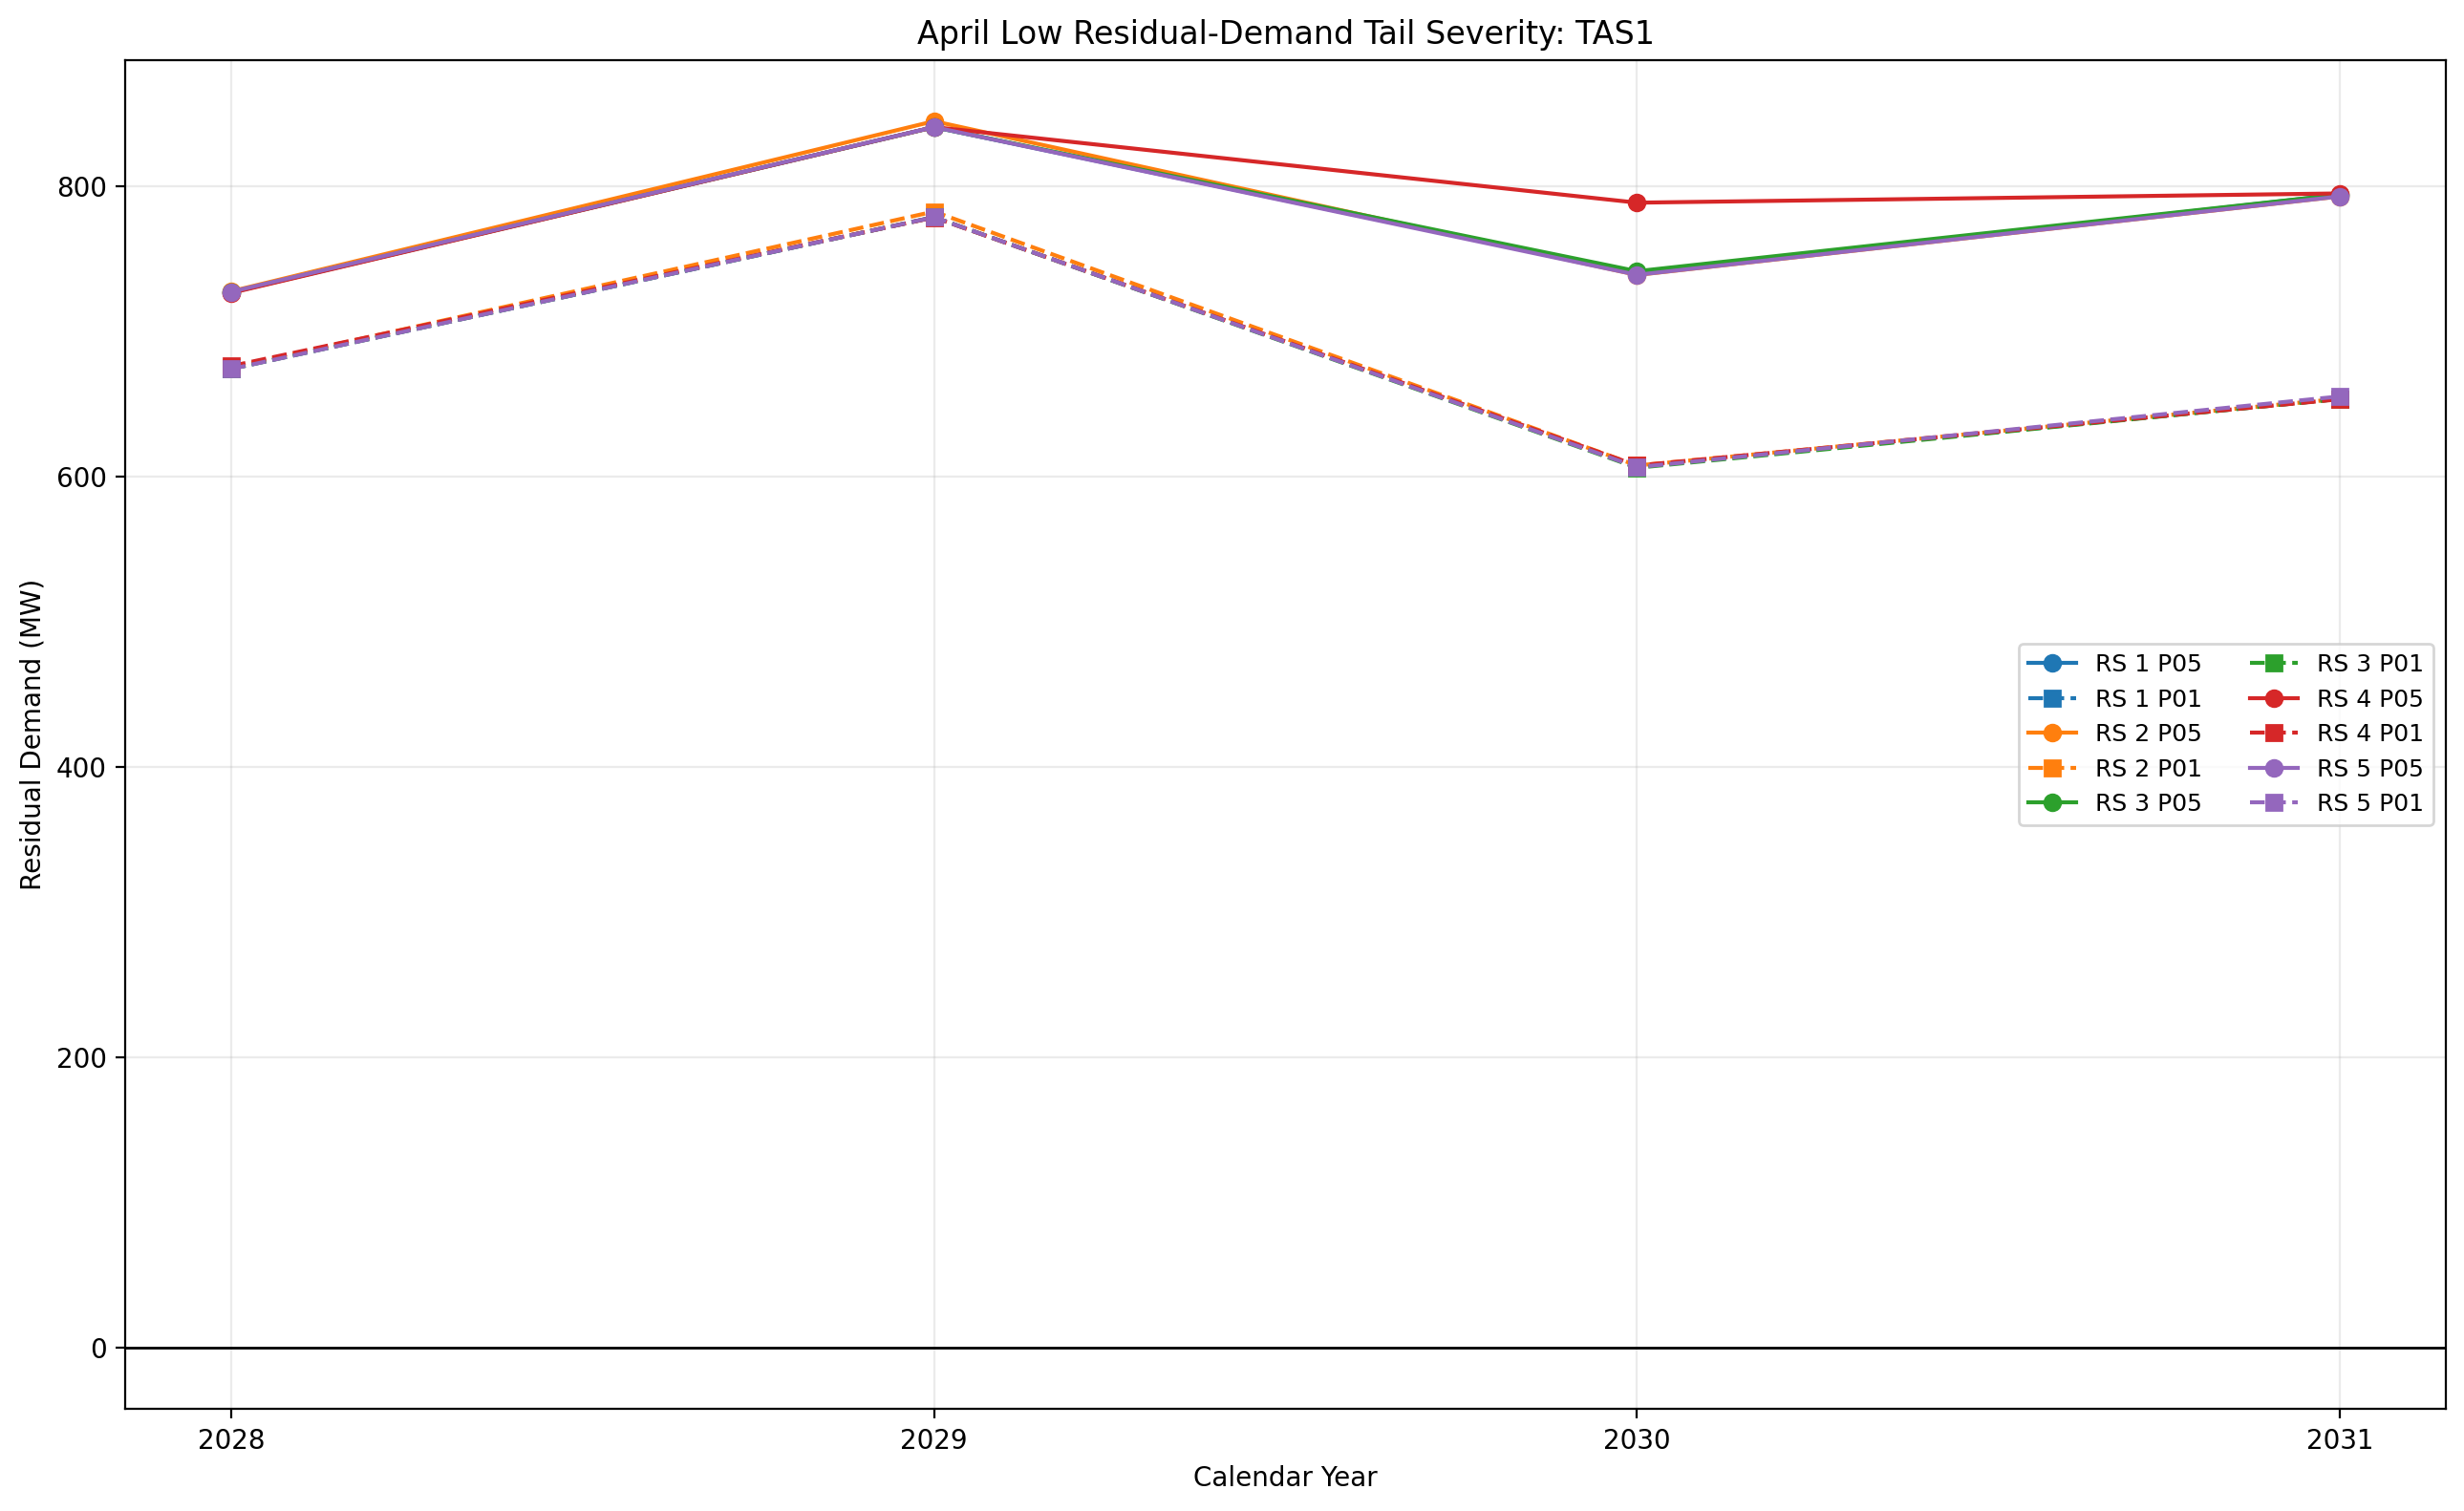 April Low Residual-Demand Tail Severity: TAS1
Residual Demand (MW)
800
600
400
200
0
RS 1 P05
RS 1 P01
RS 2 P05
RS 2 P01
RS 3 P05
RS 3 P01
RS 4 P05
RS 4 P01
RS 5 P05
RS 5 P01
2028
2029
2030
2031
Calendar Year